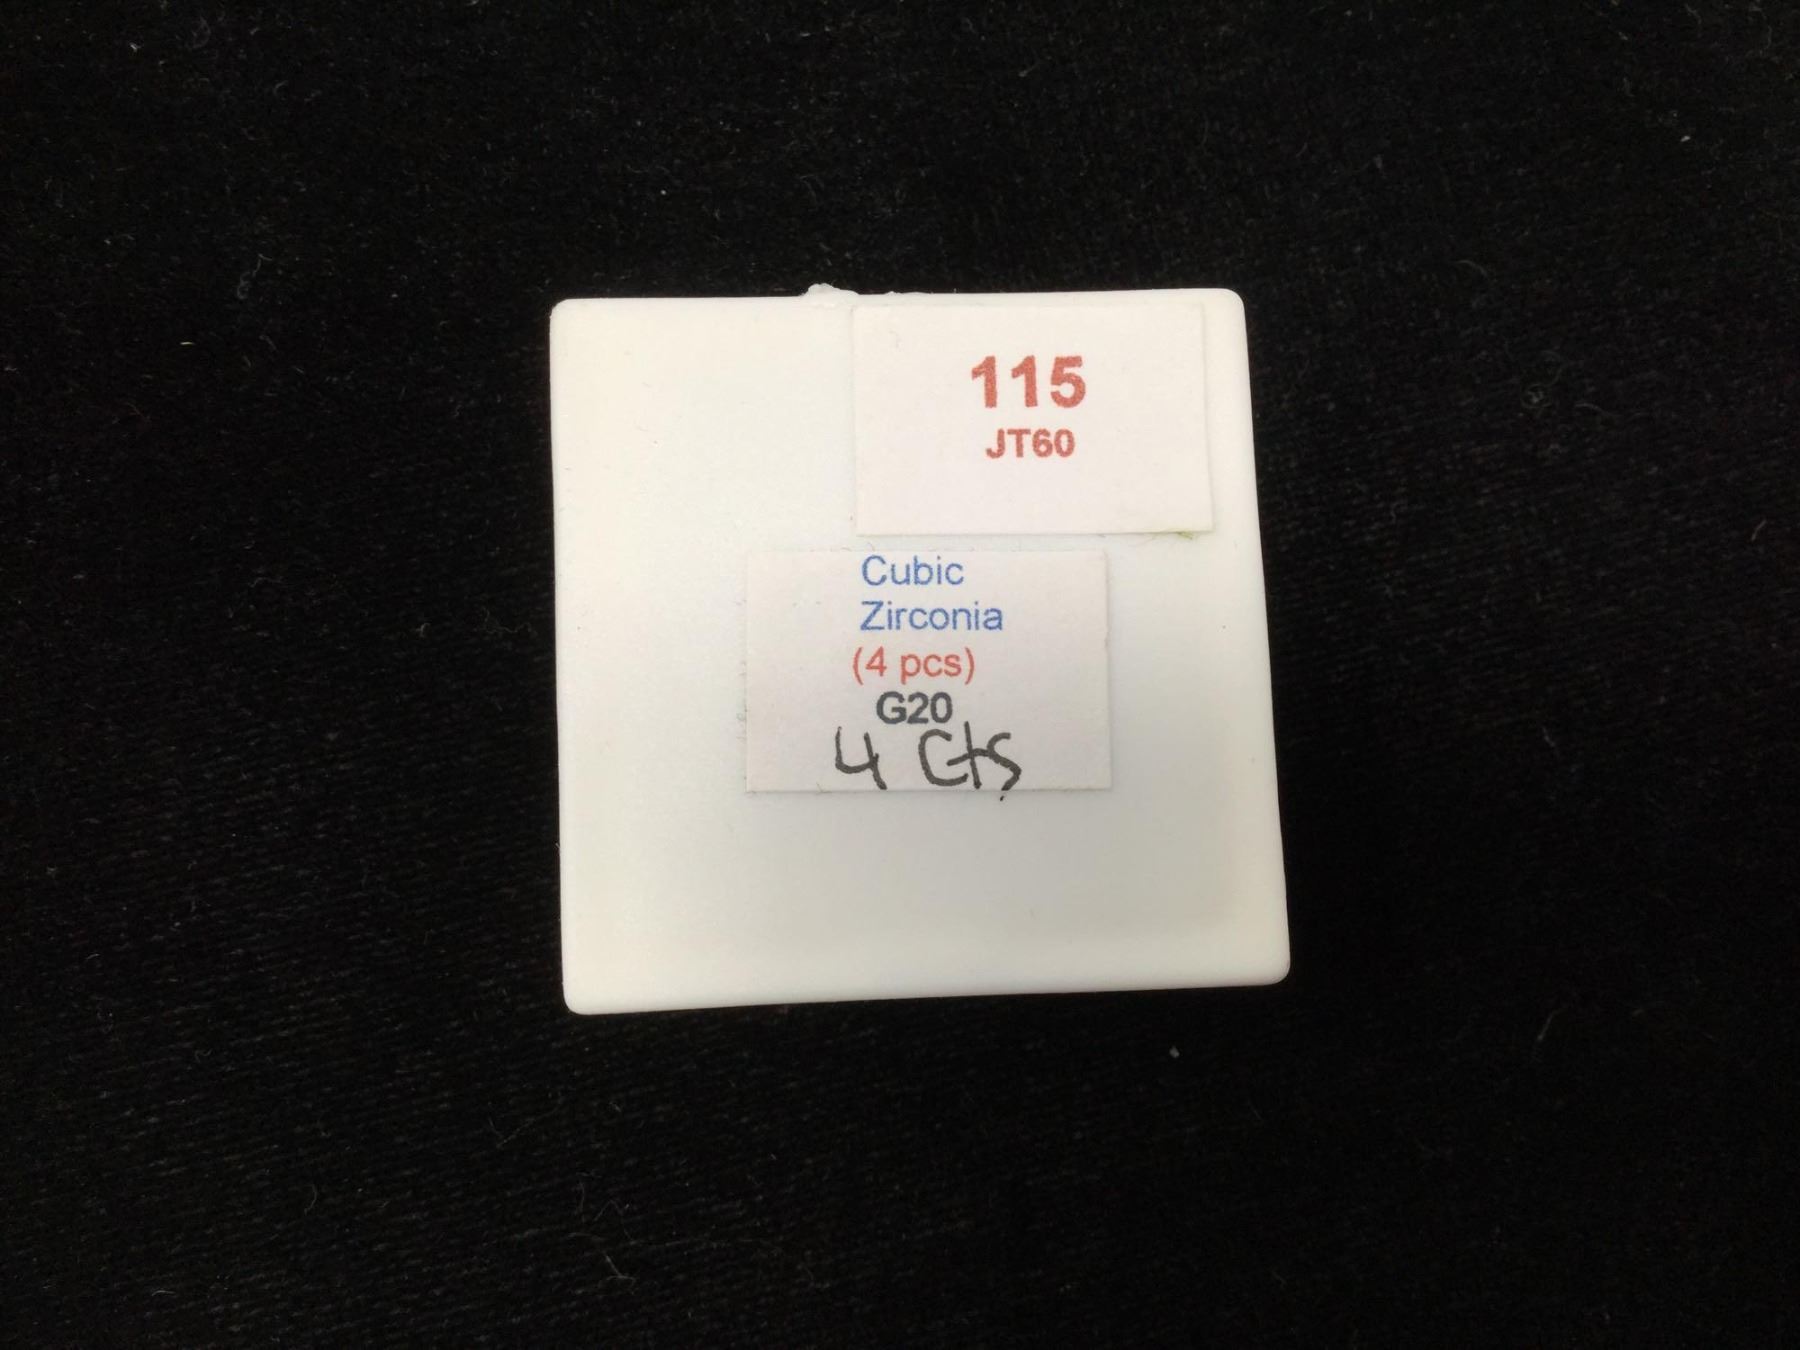 115
JT60
Cubic
Zirconia
(4 pcs)
G20
4 Cts